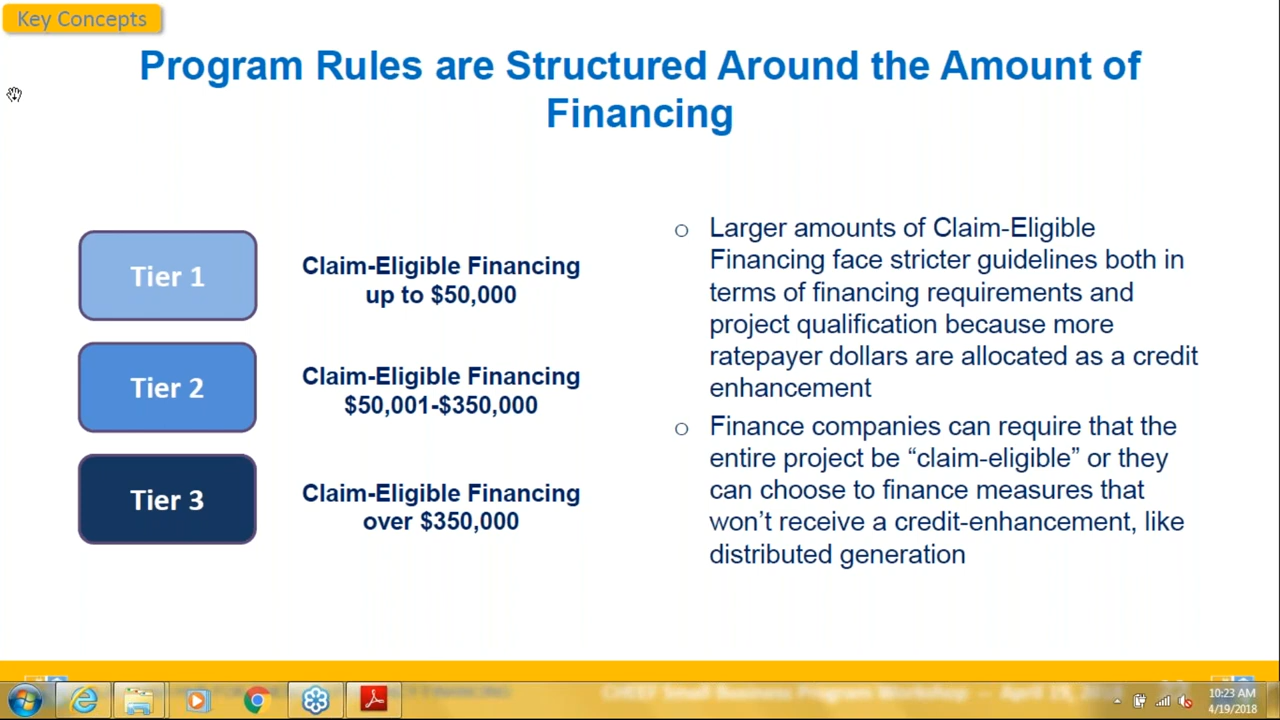 Key Concepts
Program Rules are Structured Around the Amount of
Financing
Tier 1
Claim-Eligible Financing
up to $50,000
Tier 2
Claim-Eligible Financing
$50,001-$350,000
Tier 3
Claim-Eligible Financing
over $350,000
Larger amounts of Claim-Eligible
Financing face stricter guidelines both in
terms of financing requirements and
project qualification because more
ratepayer dollars are allocated as a credit
enhancement
Finance companies can require that the
entire project be “claim-eligible” or they
can choose to finance measures that
won’t receive a credit-enhancement, like
distributed generation
10:23 AM
4/19/2018